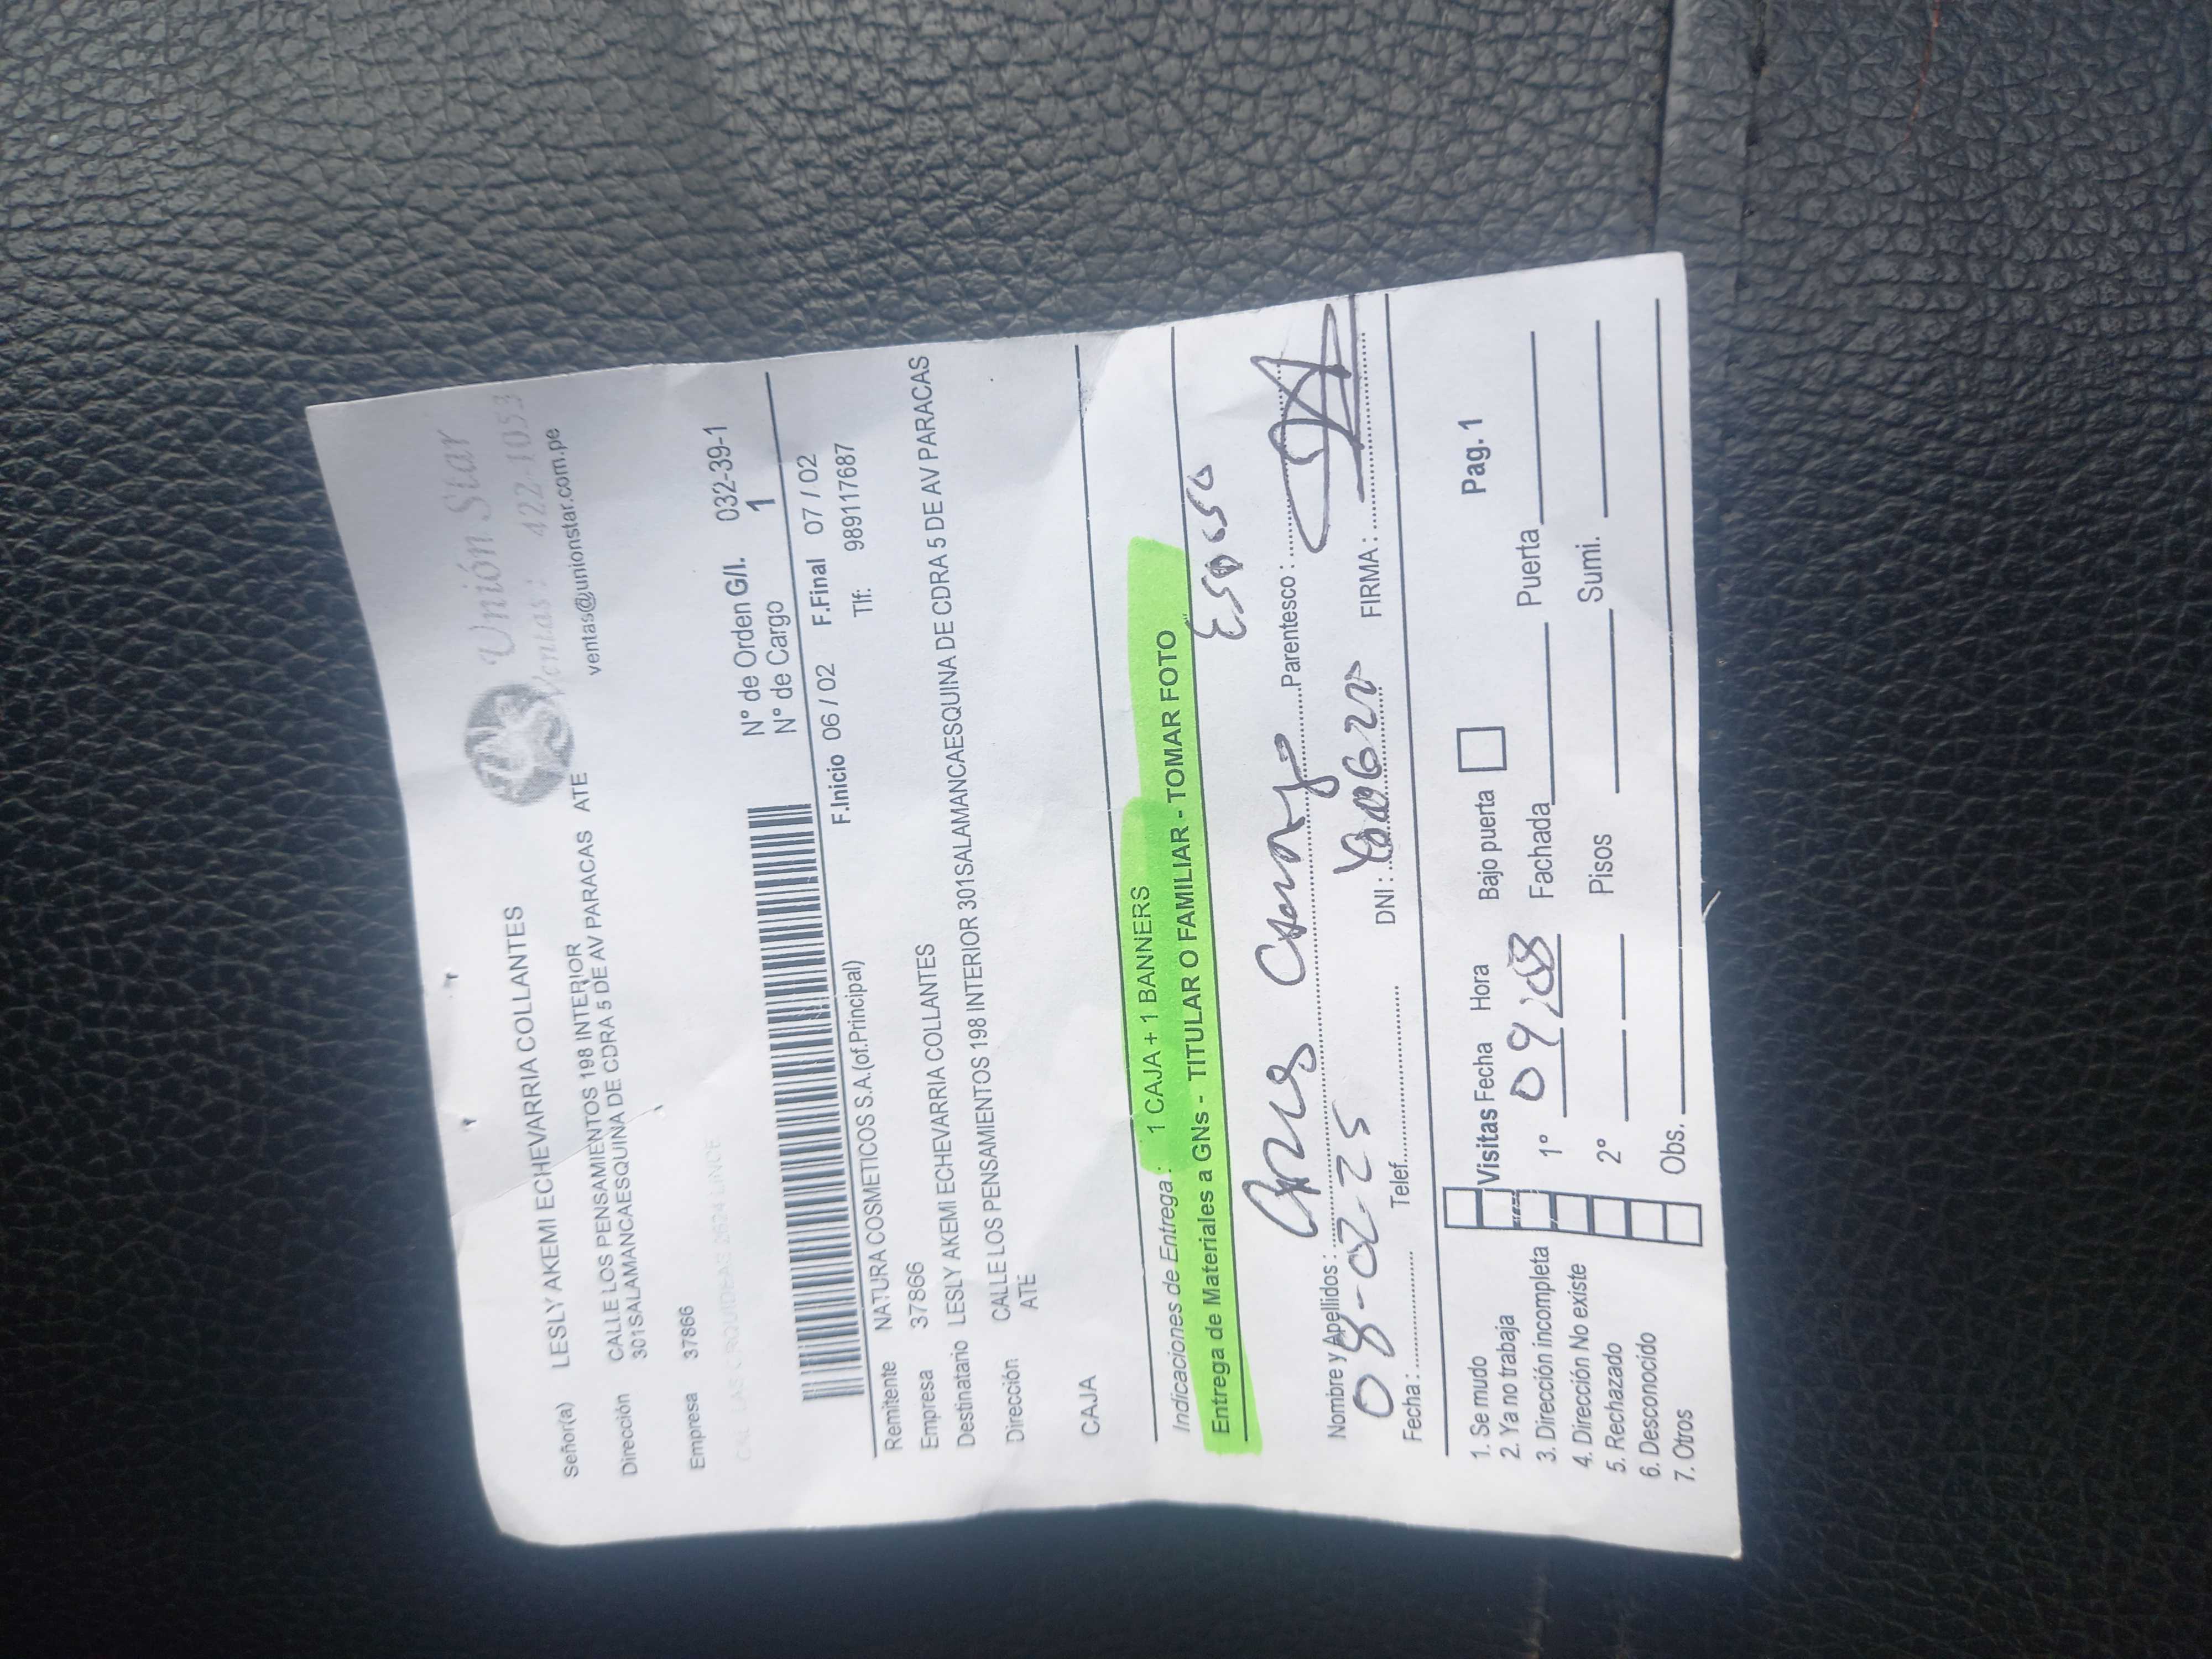 Unión Star
Ventas: 422-1053
ventas@unionstar.com.pe
Señor(a) LESLY AKEMI ECHEVARRIA COLLANTES
Dirección CALLE LOS PENSAMIENTOS 198 INTERIOR
301SALAMANCAESQUINA DE CDRA 5 DE AV PARACAS ATE
Empresa 37866
N° de Orden G/I. 032-39-1
N° de Cargo 1
F.Inicio 06 / 02 F.Final 07 / 02
Remitente NATURA COSMETICOS S.A.(of.Principal) Tlf: 989117687
Empresa 37866
Destinatario LESLY AKEMI ECHEVARRIA COLLANTES
Dirección CALLE LOS PENSAMIENTOS 198 INTERIOR 301SALAMANCAESQUINA DE CDRA 5 DE AV PARACAS
ATE
CAJA
Indicaciones de Entrega : 1 CAJA + 1 BANNERS
Entrega de Materiales a GNs - TITULAR O FAMILIAR - TOMAR FOTO
Esposo
Nombre y Apellidos : Parentesco :
08-02-25
Fecha : Telef. DNI : FIRMA :
1. Se mudo Visitas Fecha Hora Bajo puerta Pag. 1
2. Ya no trabaja
3. Dirección incompleta 1° Fachada Puerta
4. Dirección No existe
5. Rechazado 2° Pisos Sumi.
6. Desconocido
7. Otros Obs.